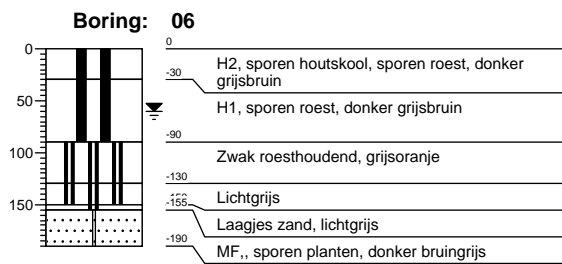 Boring: 06
0
0
H2, sporen houtskool, sporen roest, donker
grijsbruin
-30
50
H1, sporen roest, donker grijsbruin
-90
100
Zwak roesthoudend, grijsoranje
-130
Lichtgrijs
150
-155
Laagjes zand, lichtgrijs
-190
MF,, sporen planten, donker bruingrijs